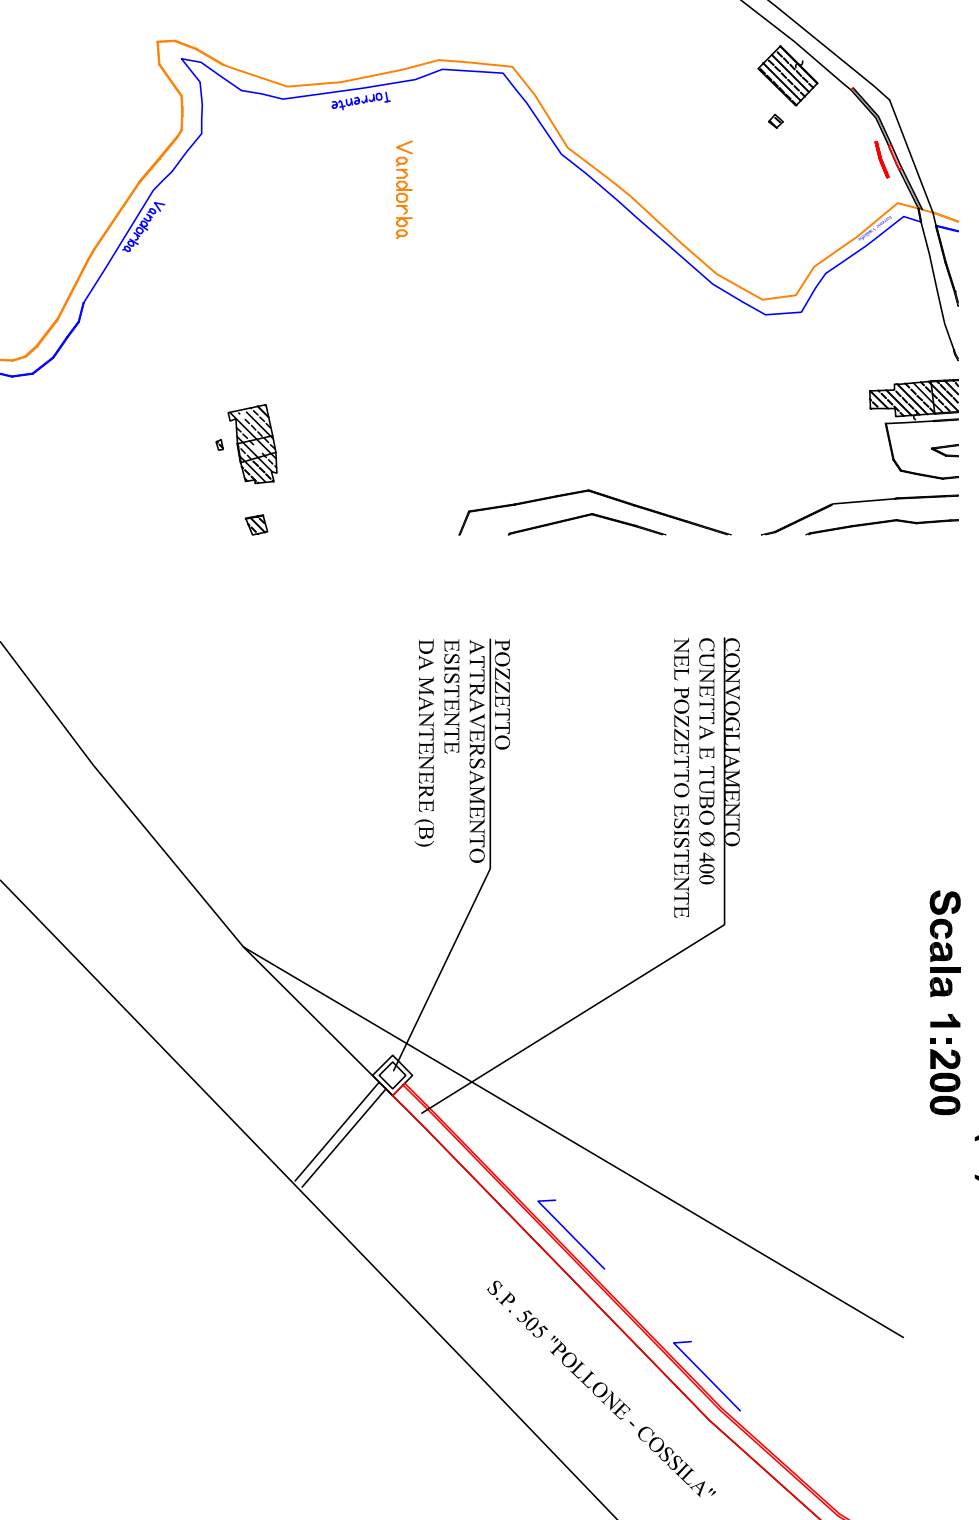 Torrente
Vandorba
Vandorba
CONVOGLIAMENTO
CUNETTA E TUBO Ø 400
NEL POZZETTO ESISTENTE
POZZETTO
ATTRAVERSAMENTO
ESISTENTE
DA MANTENERE (B)
Scala 1:200
S.P. 505 "POLLONE - COSSILA"